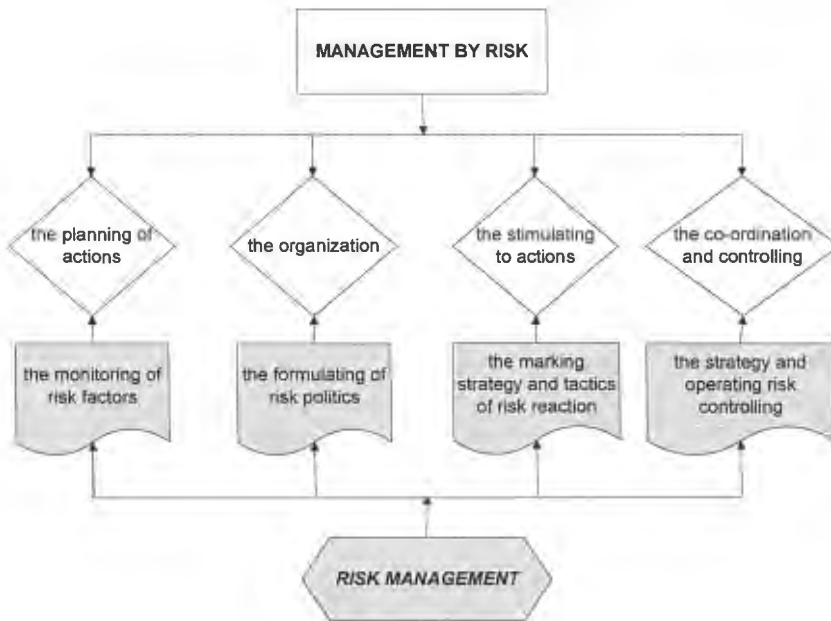 MANAGEMENT BY RISK
the planning of
actions
the organization
the stimulating
to actions
the co-ordination
and controlling
the monitoring of
risk factors
the formulating of
risk politics
the marking
strategy and tactics
of risk reaction
the strategy and
operating risk
controlling
RISK MANAGEMENT